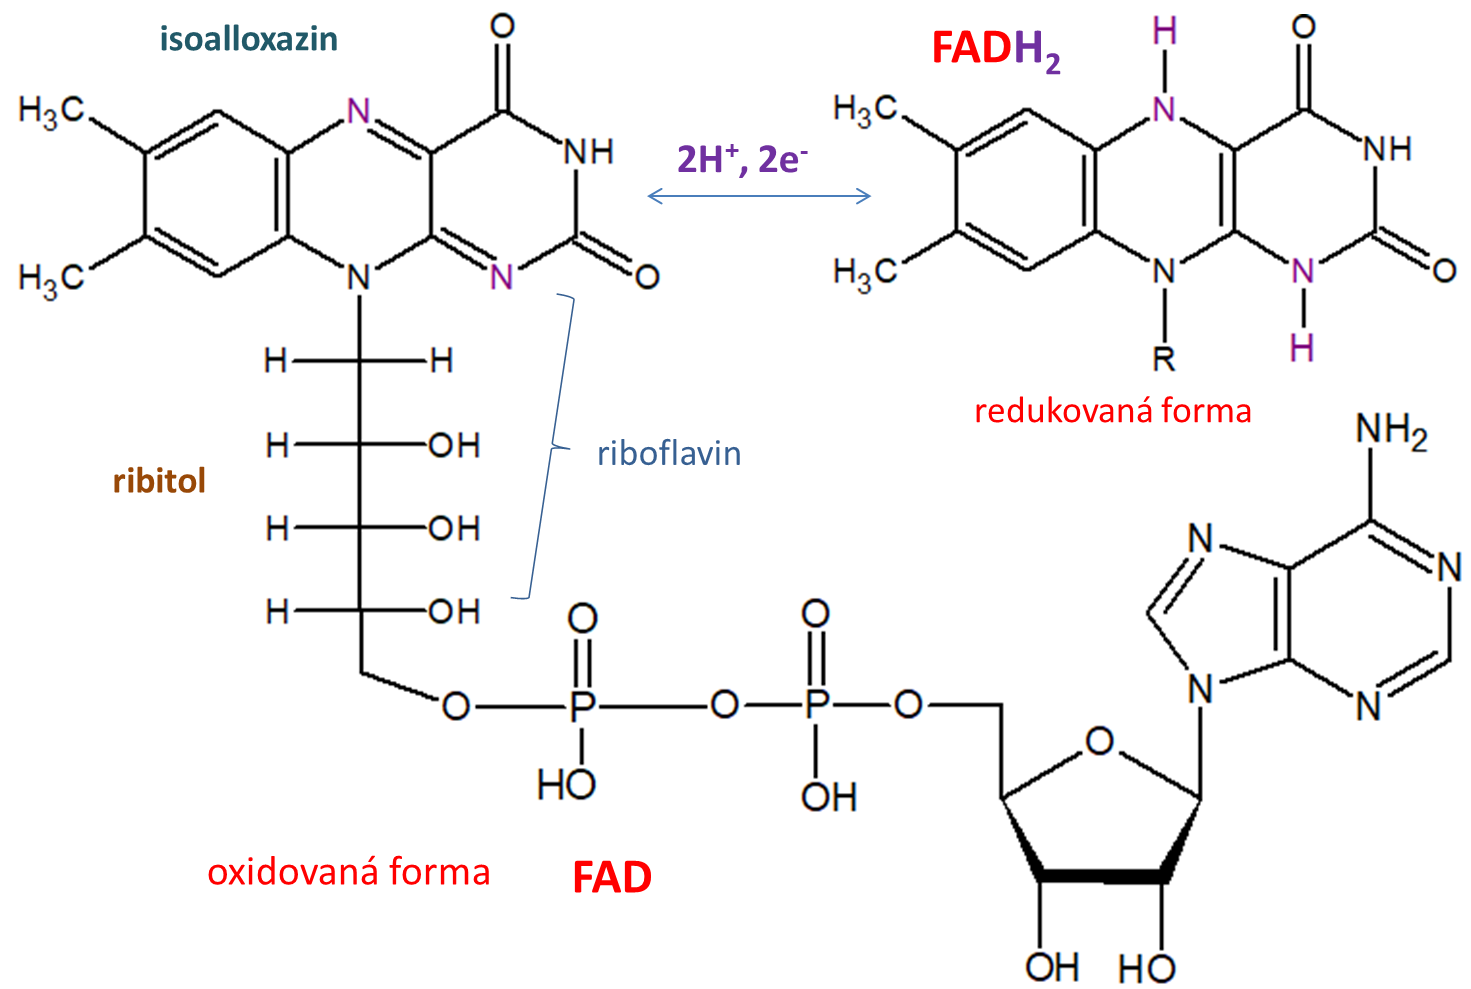 isoalloxazin
O
H₃C
N
NH
H₃C
N
N
O
H
H
H
OH
ribitol
H
OH
H
OH
riboflavin
2H⁺, 2e⁻
FADH₂
H
O
H₃C
N
NH
H₃C
N
N
O
R
H
redukovaná forma
NH₂
N
N
N
N
O
O
O
P
O
P
O
HO
OH
O
OH
HO
oxidovaná forma FAD